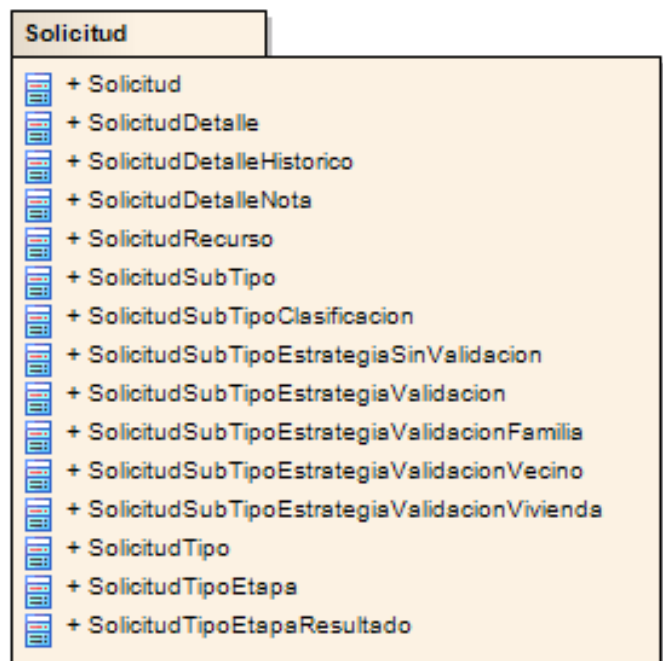 Solicitud
+ Solicitud
+ SolicitudDetalle
+ SolicitudDetalleHistorico
+ SolicitudDetalleNota
+ SolicitudRecurso
+ SolicitudSubTipo
+ SolicitudSubTipoClasificacion
+ SolicitudSubTipoEstrategiaSinValidacion
+ SolicitudSubTipoEstrategiaValidacion
+ SolicitudSubTipoEstrategiaValidacionFamilia
+ SolicitudSubTipoEstrategiaValidacionVecino
+ SolicitudSubTipoEstrategiaValidacionVivienda
+ SolicitudTipo
+ SolicitudTipoEtapa
+ SolicitudTipoEtapaResultado